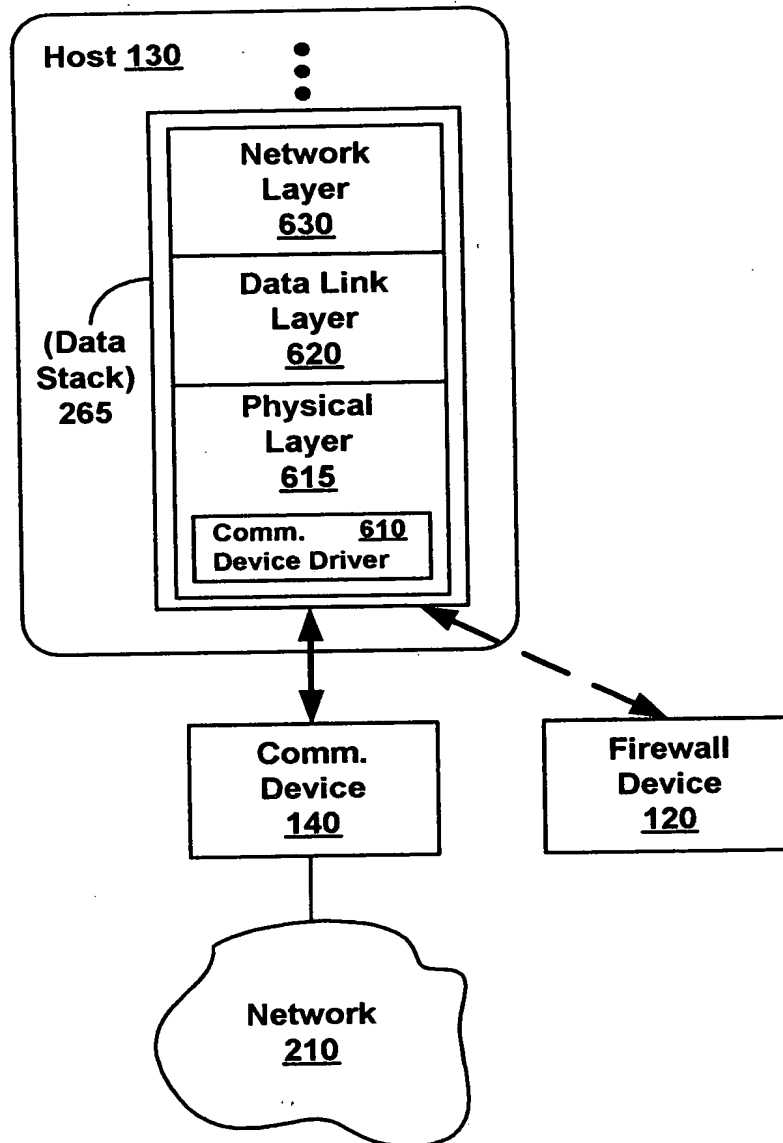 Host 130
Network
Layer
630
Data Link
Layer
620
(Data
Stack)
265
Physical
Layer
615
Comm. 610
Device Driver
Comm.
Device
140
Firewall
Device
120
Network
210